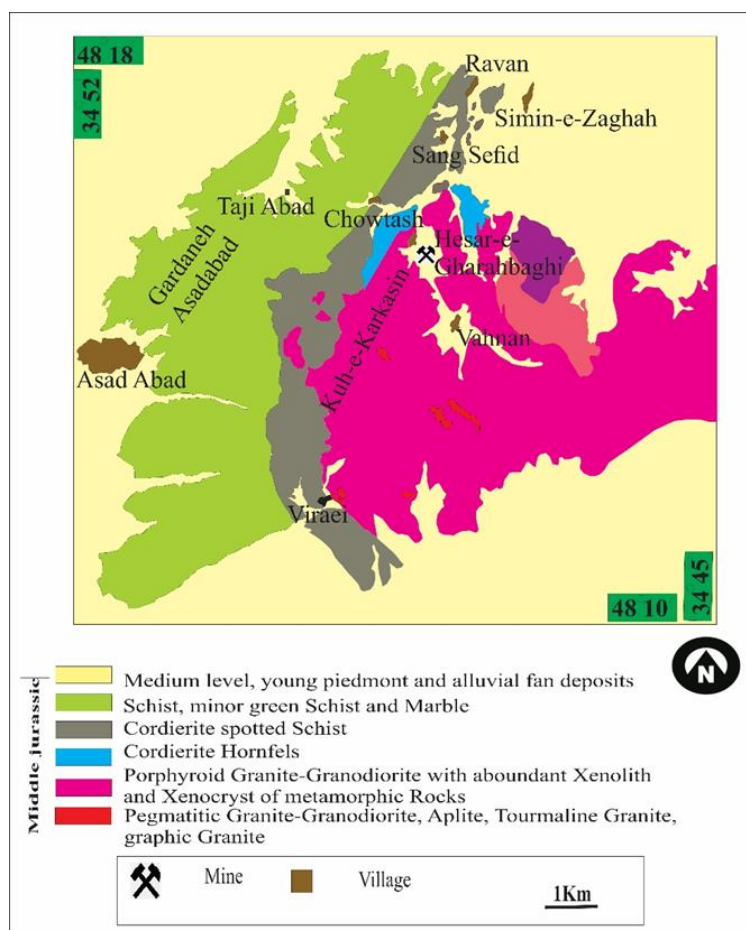 48 18
34 52
Ravan
Simin-e-Zaghah
Sang Sefid
Taji Abad
Chowtash
Hesar-e-
Gharahbaghi
Gardaneh
Asadabad
Kuh-e-Karkasin
Vahnan
Asad Abad
Viraei
48 10
34 45
Middle jurassic
Medium level, young piedmont and alluvial fan deposits
Schist, minor green Schist and Marble
Cordierite spotted Schist
Cordierite Hornfels
Porphyroid Granite-Granodiorite with aboundant Xenolith
and Xenocryst of metamorphic Rocks
Pegmatitic Granite-Granodiorite, Aplite, Tourmaline Granite,
graphic Granite
N
Mine
Village
1Km